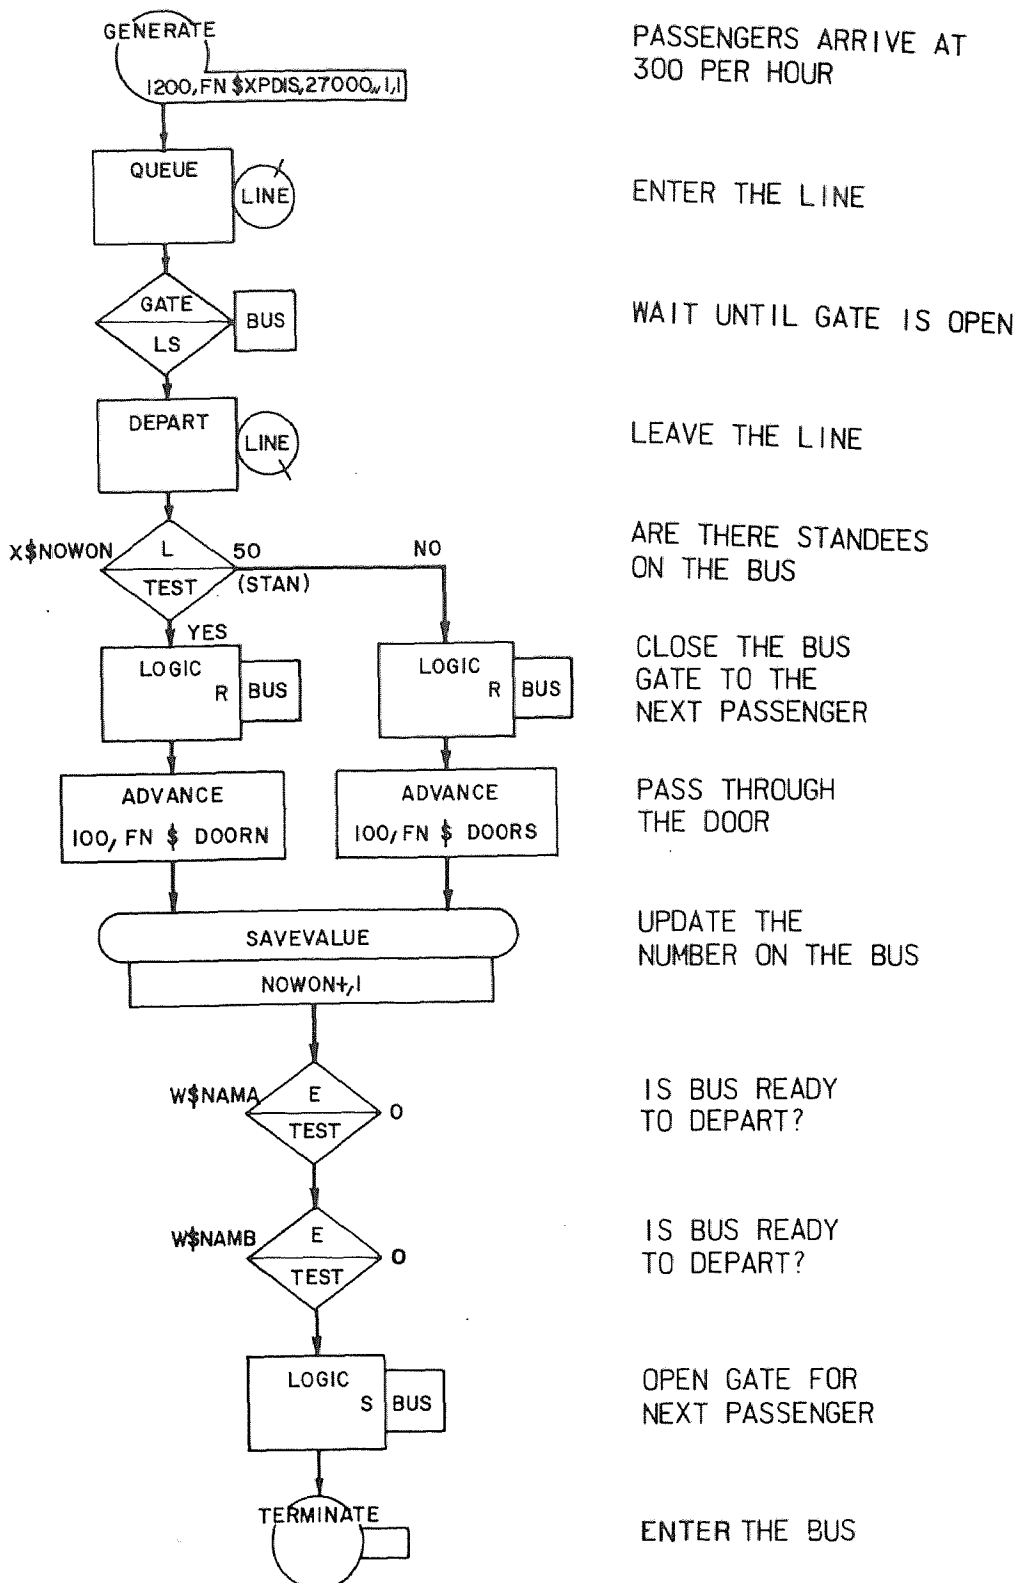 GENERATE
1200, FN $XPDIS, 27000,, 1, 1
PASSENGERS ARRIVE AT
300 PER HOUR
QUEUE
LINE
ENTER THE LINE
GATE
LS
BUS
WAIT UNTIL GATE IS OPEN
DEPART
LINE
LEAVE THE LINE
X$NOWON
L
TEST
50
(STAN)
NO
YES
ARE THERE STANDEES
ON THE BUS
LOGIC
R
BUS
LOGIC
R
BUS
CLOSE THE BUS
GATE TO THE
NEXT PASSENGER
ADVANCE
100, FN $ DOORN
ADVANCE
100, FN $ DOORS
PASS THROUGH
THE DOOR
SAVEVALUE
NOWON+,1
UPDATE THE
NUMBER ON THE BUS
W$NAMA
E
TEST
0
IS BUS READY
TO DEPART?
W$NAMB
E
TEST
0
IS BUS READY
TO DEPART?
LOGIC
S
BUS
OPEN GATE FOR
NEXT PASSENGER
TERMINATE
ENTER THE BUS